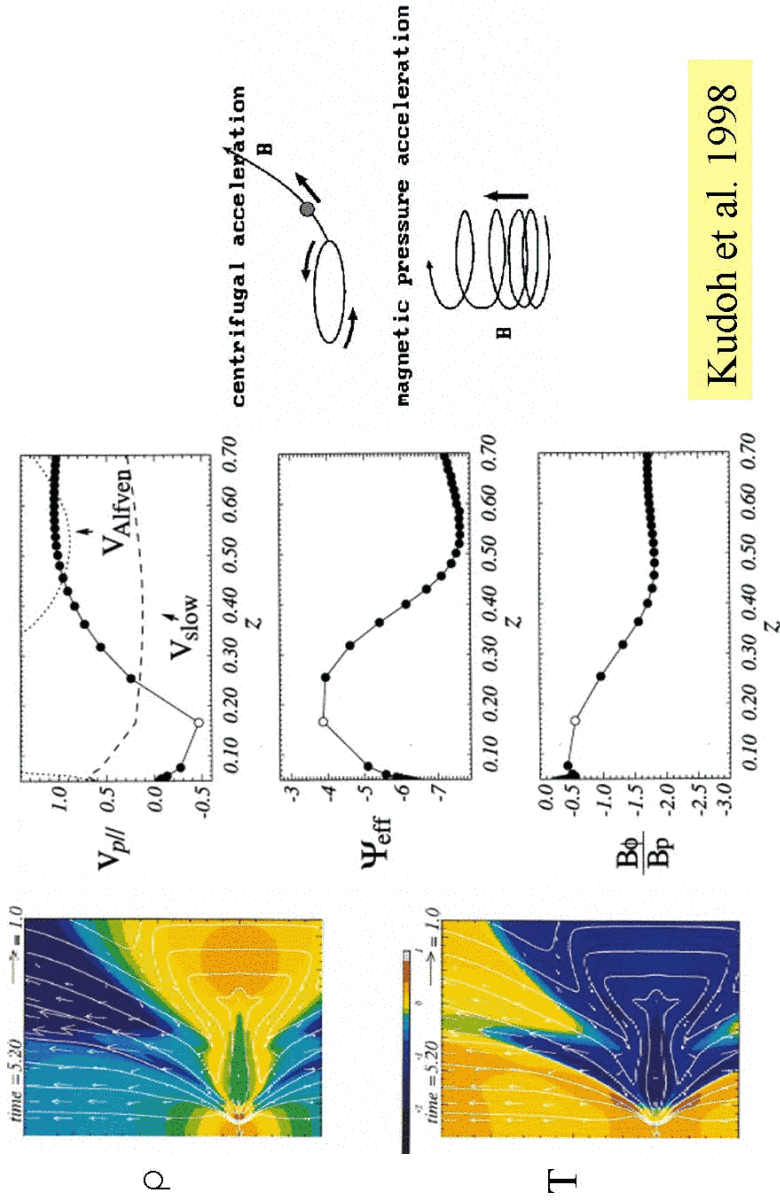 ρ
time = 5.20
= 1.0
-2 -1 0 1
T
time = 5.20
= 1.0
V_p//
1.0
0.5
0.0
-0.5
V_Alfven
V_slow
0.10 0.20 0.30 0.40 0.50 0.60 0.70
Z
Ψ_eff
-3
-4
-5
-6
-7
0.10 0.20 0.30 0.40 0.50 0.60 0.70
Z
Bφ
Bp
0.0
-0.5
-1.0
-1.5
-2.0
-2.5
-3.0
0.10 0.20 0.30 0.40 0.50 0.60 0.70
Z
centrifugal acceleration
B
magnetic pressure acceleration
B
Kudoh et al. 1998